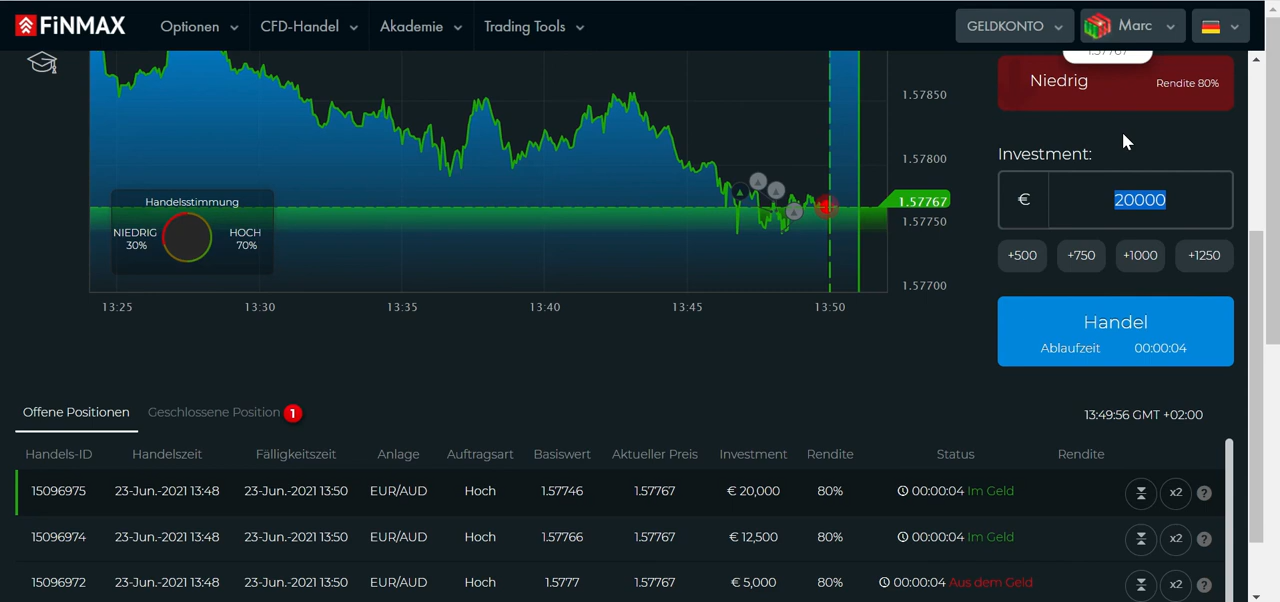 FiNMAX Optionen CFD-Handel Akademie Trading Tools GELDKONTO Marc
1.57767
Niedrig Rendite 80%
1.57850
1.57800
1.57767
1.57750
1.57700
Investment:
€ 20000
+500 +750 +1000 +1250
Handelsstimmung
NIEDRIG 30%
HOCH 70%
13:25 13:30 13:35 13:40 13:45 13:50
Handel
Ablaufzeit 00:00:04
Offene Positionen Geschlossene Position 1
13:49:56 GMT +02:00
Handels-ID Handelszeit Fälligkeitszeit Anlage Auftragsart Basiswert Aktueller Preis Investment Rendite Status Rendite
15096975 23-Jun.-2021 13:48 23-Jun.-2021 13:50 EUR/AUD Hoch 1.57746 1.57767 € 20,000 80% 00:00:04 Im Geld x2 ?
15096974 23-Jun.-2021 13:48 23-Jun.-2021 13:50 EUR/AUD Hoch 1.57766 1.57767 € 12,500 80% 00:00:04 Im Geld x2 ?
15096972 23-Jun.-2021 13:48 23-Jun.-2021 13:50 EUR/AUD Hoch 1.5777 1.57767 € 5,000 80% 00:00:04 Aus dem Geld x2 ?